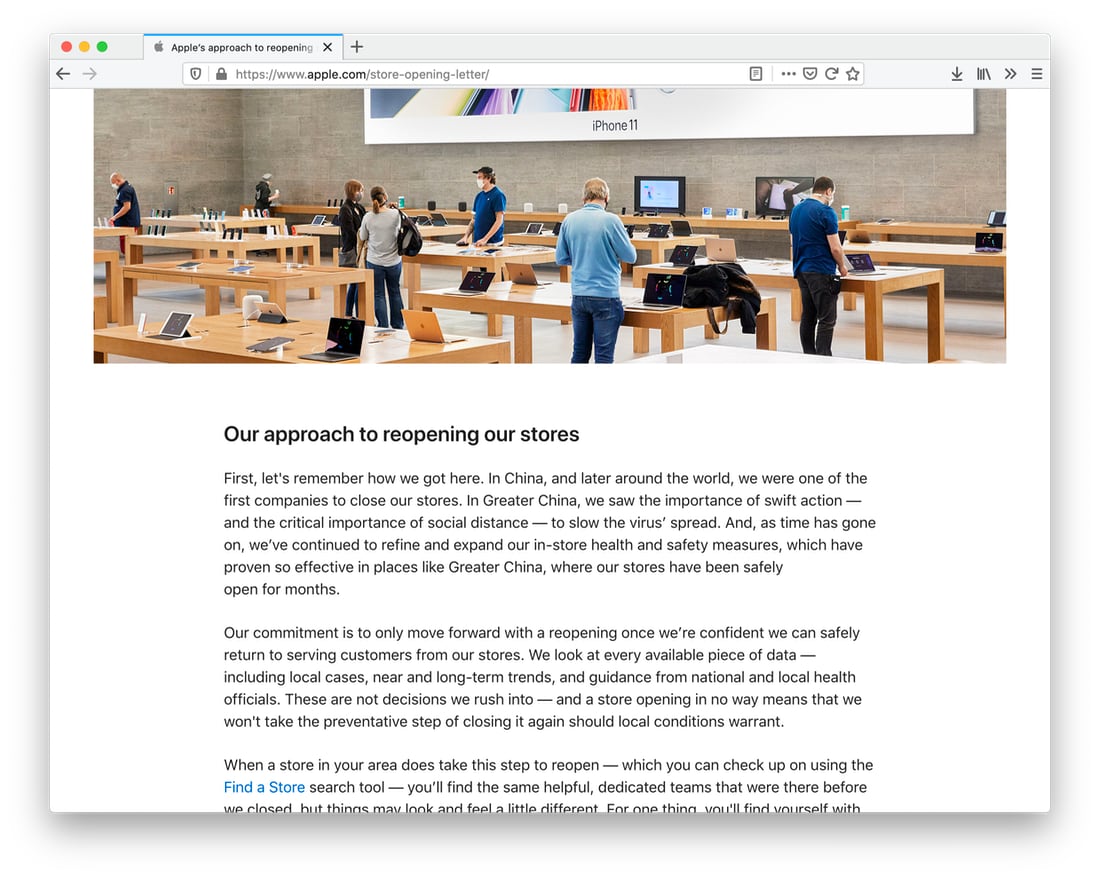 Apple's approach to reopening
https://www.apple.com/store-opening-letter/
iPhone 11
Our approach to reopening our stores
First, let's remember how we got here. In China, and later around the world, we were one of the
first companies to close our stores. In Greater China, we saw the importance of swift action —
and the critical importance of social distance — to slow the virus’ spread. And, as time has gone
on, we’ve continued to refine and expand our in-store health and safety measures, which have
proven so effective in places like Greater China, where our stores have been safely
open for months.
Our commitment is to only move forward with a reopening once we’re confident we can safely
return to serving customers from our stores. We look at every available piece of data —
including local cases, near and long-term trends, and guidance from national and local health
officials. These are not decisions we rush into — and a store opening in no way means that we
won't take the preventative step of closing it again should local conditions warrant.
When a store in your area does take this step to reopen — which you can check up on using the
Find a Store search tool — you’ll find the same helpful, dedicated teams that were there before
we closed, but things may look and feel a little different. For one thing, you'll find yourself with